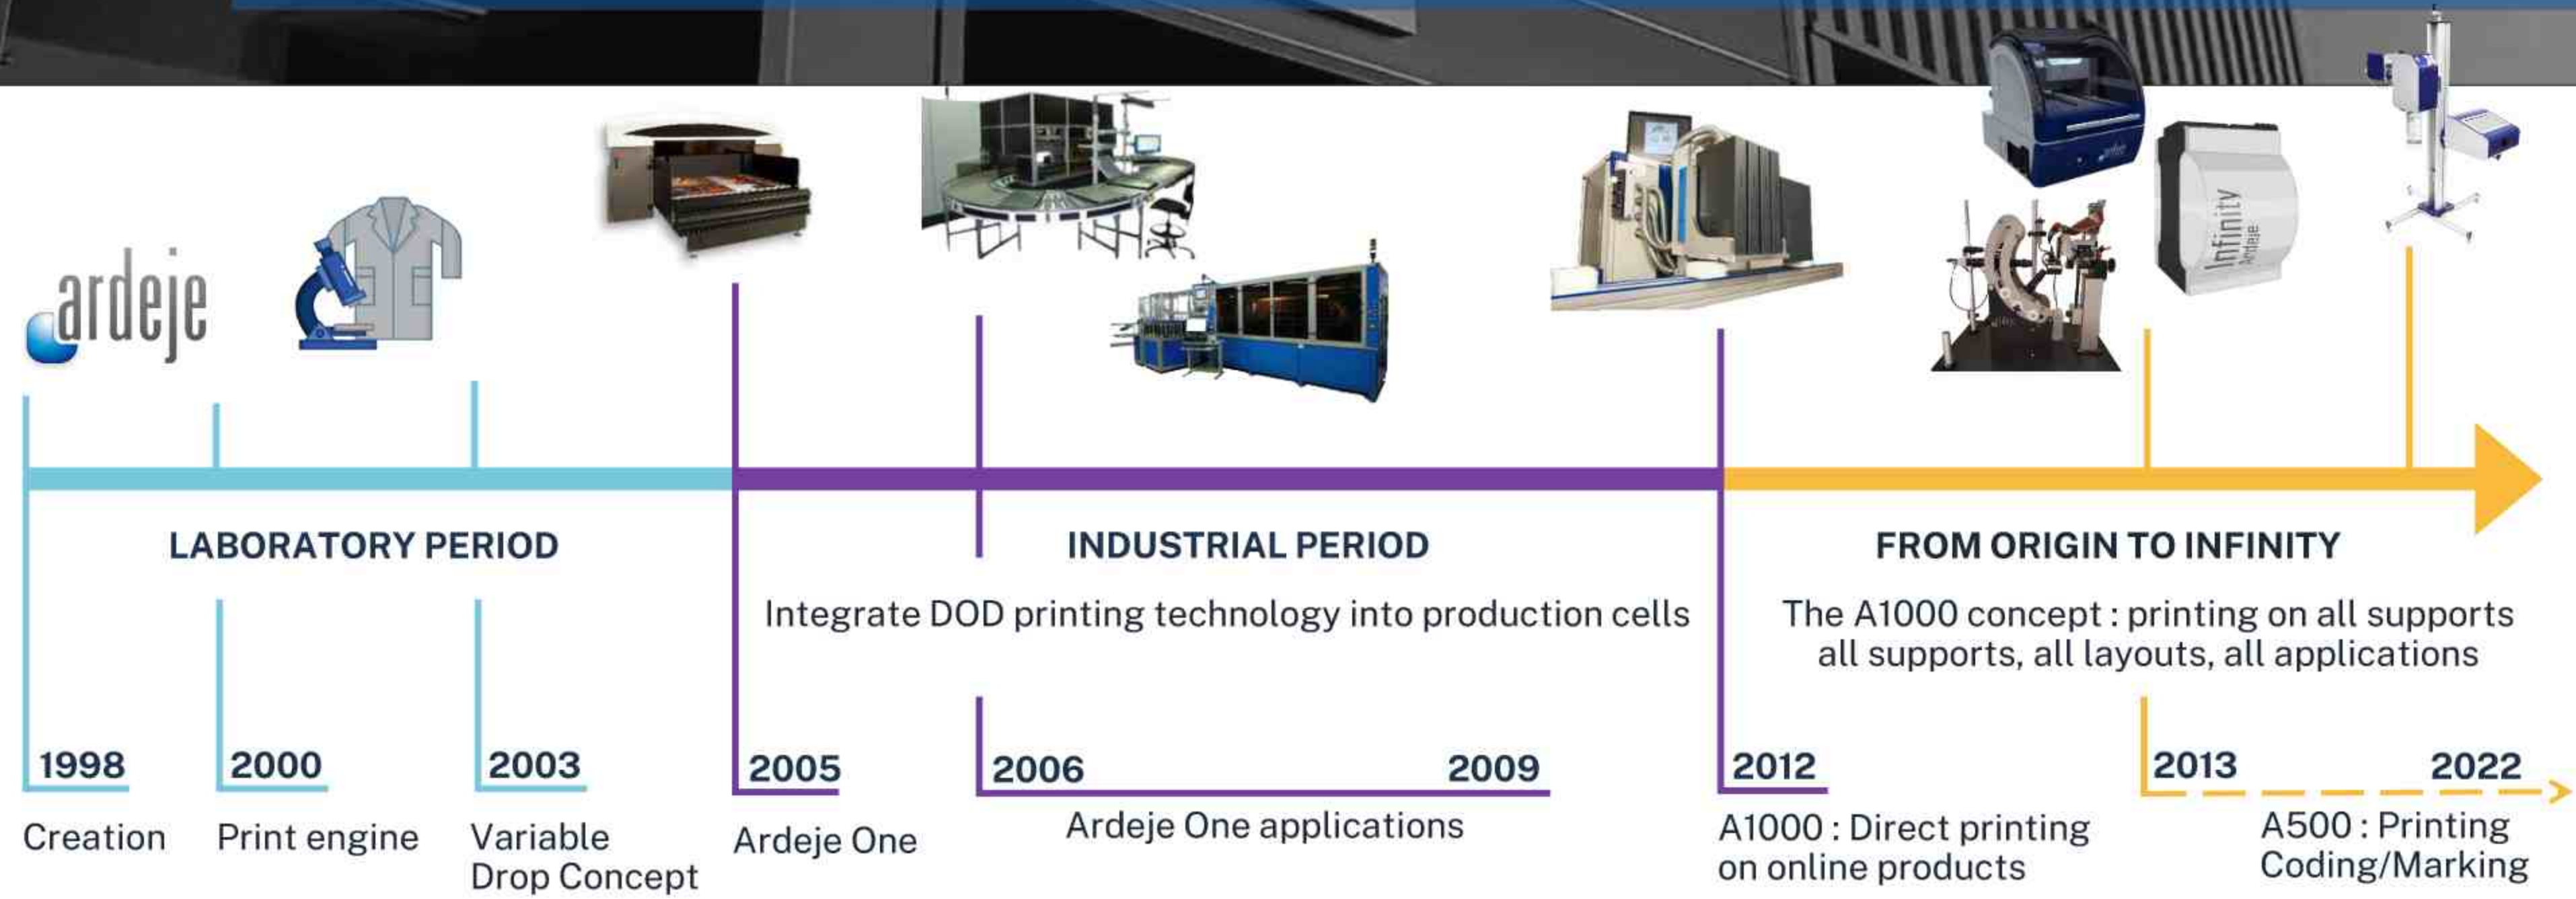 ardeje
Infinity
Ardeje
LABORATORY PERIOD
INDUSTRIAL PERIOD
FROM ORIGIN TO INFINITY
Integrate DOD printing technology into production cells
The A1000 concept : printing on all supports
all supports, all layouts, all applications
1998
2000
2003
2005
2006
2009
2012
2013
2022
Creation
Print engine
Variable
Drop Concept
Ardeje One
Ardeje One applications
A1000 : Direct printing
on online products
A500 : Printing
Coding/Marking